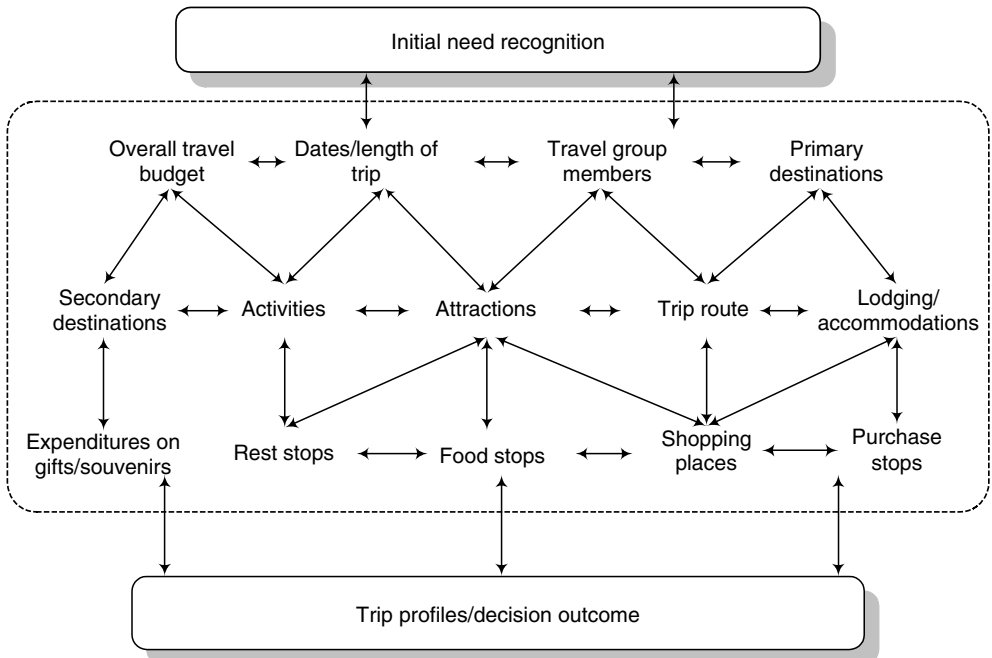 Initial need recognition
Overall travel
budget
Dates/length of
trip
Travel group
members
Primary
destinations
Secondary
destinations
Activities
Attractions
Trip route
Lodging/
accommodations
Expenditures on
gifts/souvenirs
Rest stops
Food stops
Shopping
places
Purchase
stops
Trip profiles/decision outcome